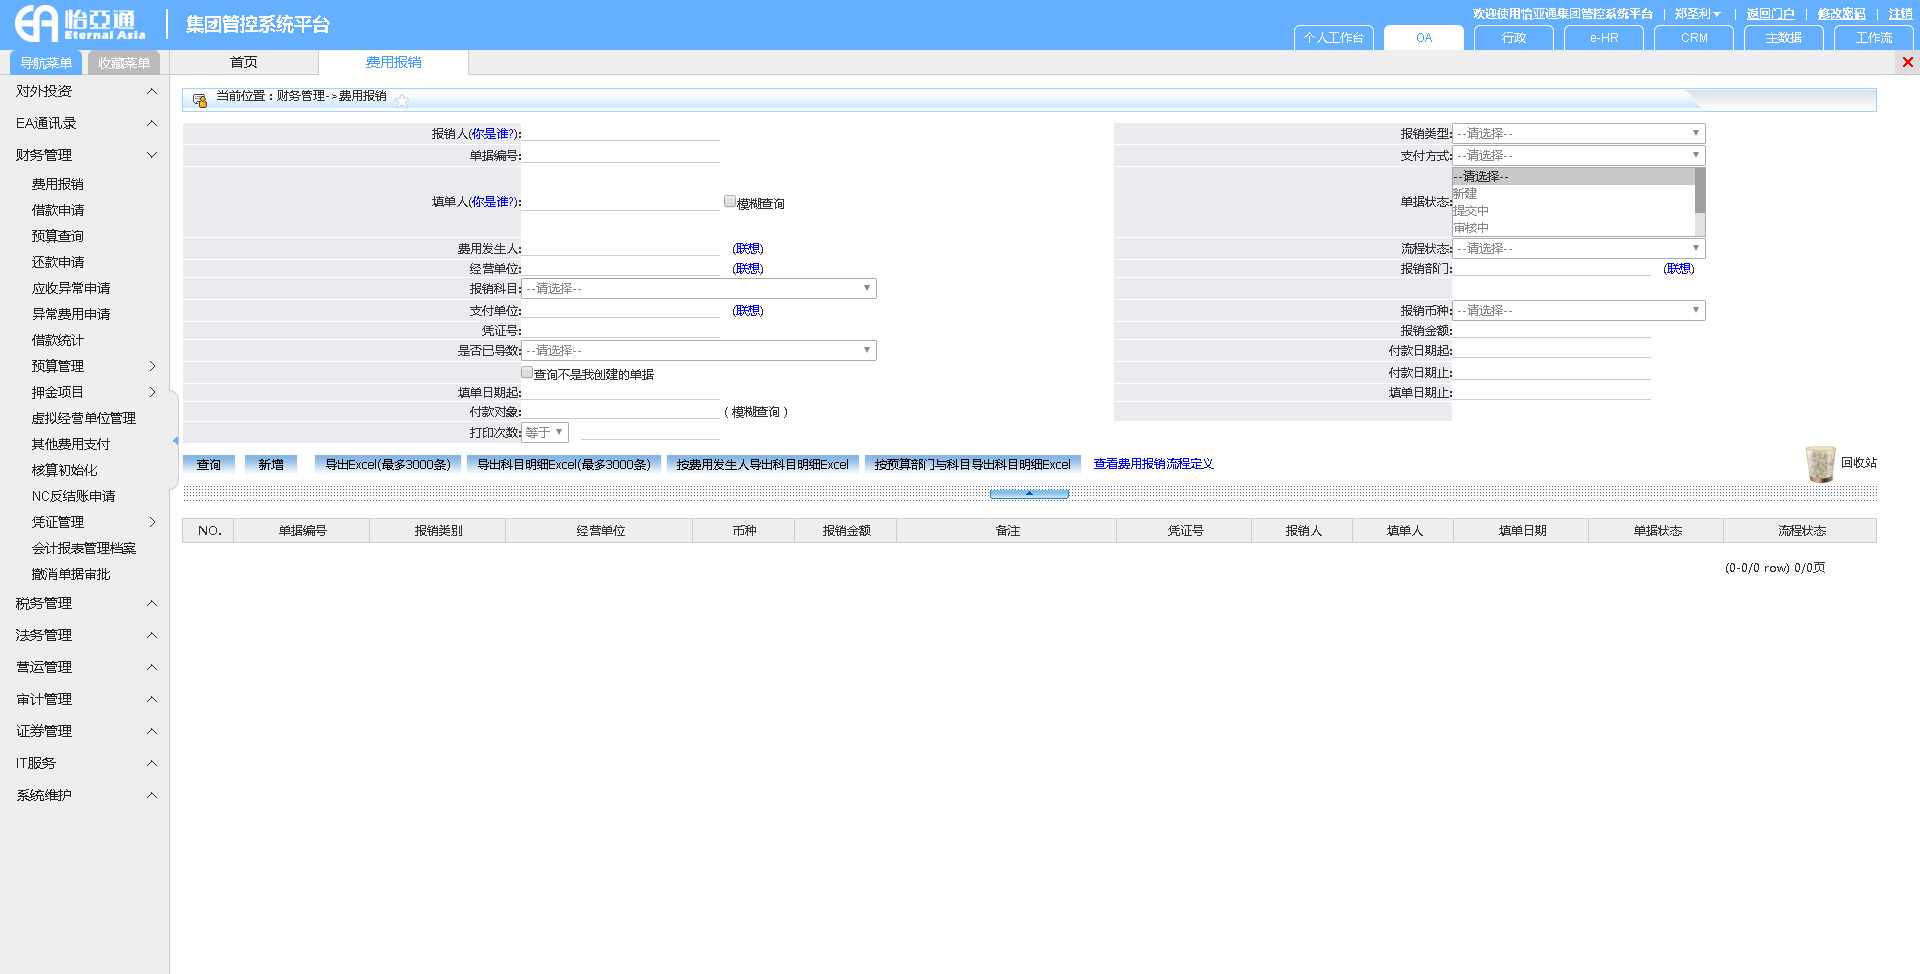 怡亞通
Eternal Asia
集团管控系统平台
欢迎使用怡亚通集团管控系统平台 | 郑圣利 | 返回门户 | 修改密码 | 注销
个人工作台 OA 行政 e-HR CRM 主数据 工作流
导航菜单 收藏菜单 首页 费用报销
对外投资
EA通讯录
财务管理
费用报销
借款申请
预算查询
还款申请
应收异常申请
异常费用申请
借款统计
预算管理
押金项目
虚拟经营单位管理
其他费用支付
核算初始化
NC反结账申请
凭证管理
会计报表管理档案
撤消单据审批
税务管理
法务管理
营运管理
审计管理
证券管理
IT服务
系统维护
当前位置：财务管理->费用报销
报销人(你是谁?): 报销类型: --请选择--
单据编号: 支付方式: --请选择--
填单人(你是谁?): 模糊查询 单据状态: --请选择--
新建
提交中
审核中
费用发生人: (联想) 流程状态: --请选择--
经营单位: (联想) 报销部门: (联想)
报销科目: --请选择--
支付单位: (联想) 报销币种: --请选择--
凭证号: 报销金额:
是否已导数: --请选择-- 付款日期起:
查询不是我创建的单据 付款日期止:
填单日期起: 填单日期止:
付款对象: ( 模糊查询 )
打印次数: 等于
查询 新增 导出Excel(最多3000条) 导出科目明细Excel(最多3000条) 按费用发生人导出科目明细Excel 按预算部门与科目导出科目明细Excel 查看费用报销流程定义 回收站
NO. 单据编号 报销类别 经营单位 币种 报销金额 备注 凭证号 报销人 填单人 填单日期 单据状态 流程状态
(0-0/0 row) 0/0页